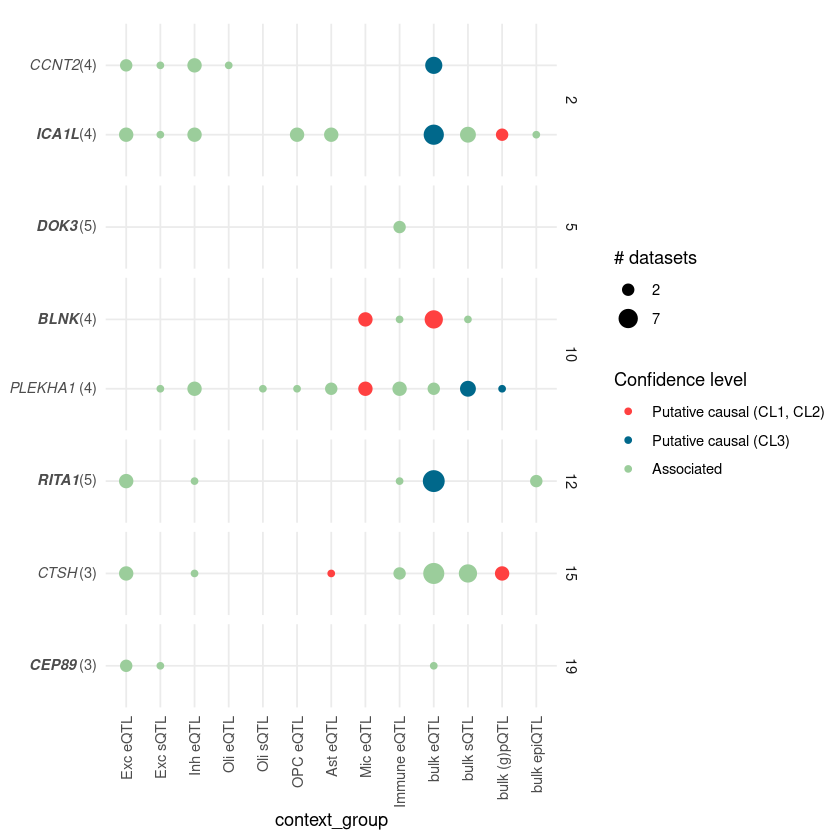 CCNT2(4)
ICA1L(4)
2
DOK3(5)
5
BLNK(4)
PLEKHA1 (4)
10
RITA1(5)
12
CTSH(3)
15
CEP89(3)
19
Exc eQTL
Exc sQTL
Inh eQTL
Oli eQTL
Oli sQTL
OPC eQTL
Ast eQTL
Mic eQTL
Immune eQTL
bulk eQTL
bulk sQTL
bulk (g)pQTL
bulk epiQTL
context_group
# datasets
2
7
Confidence level
Putative causal (CL1, CL2)
Putative causal (CL3)
Associated